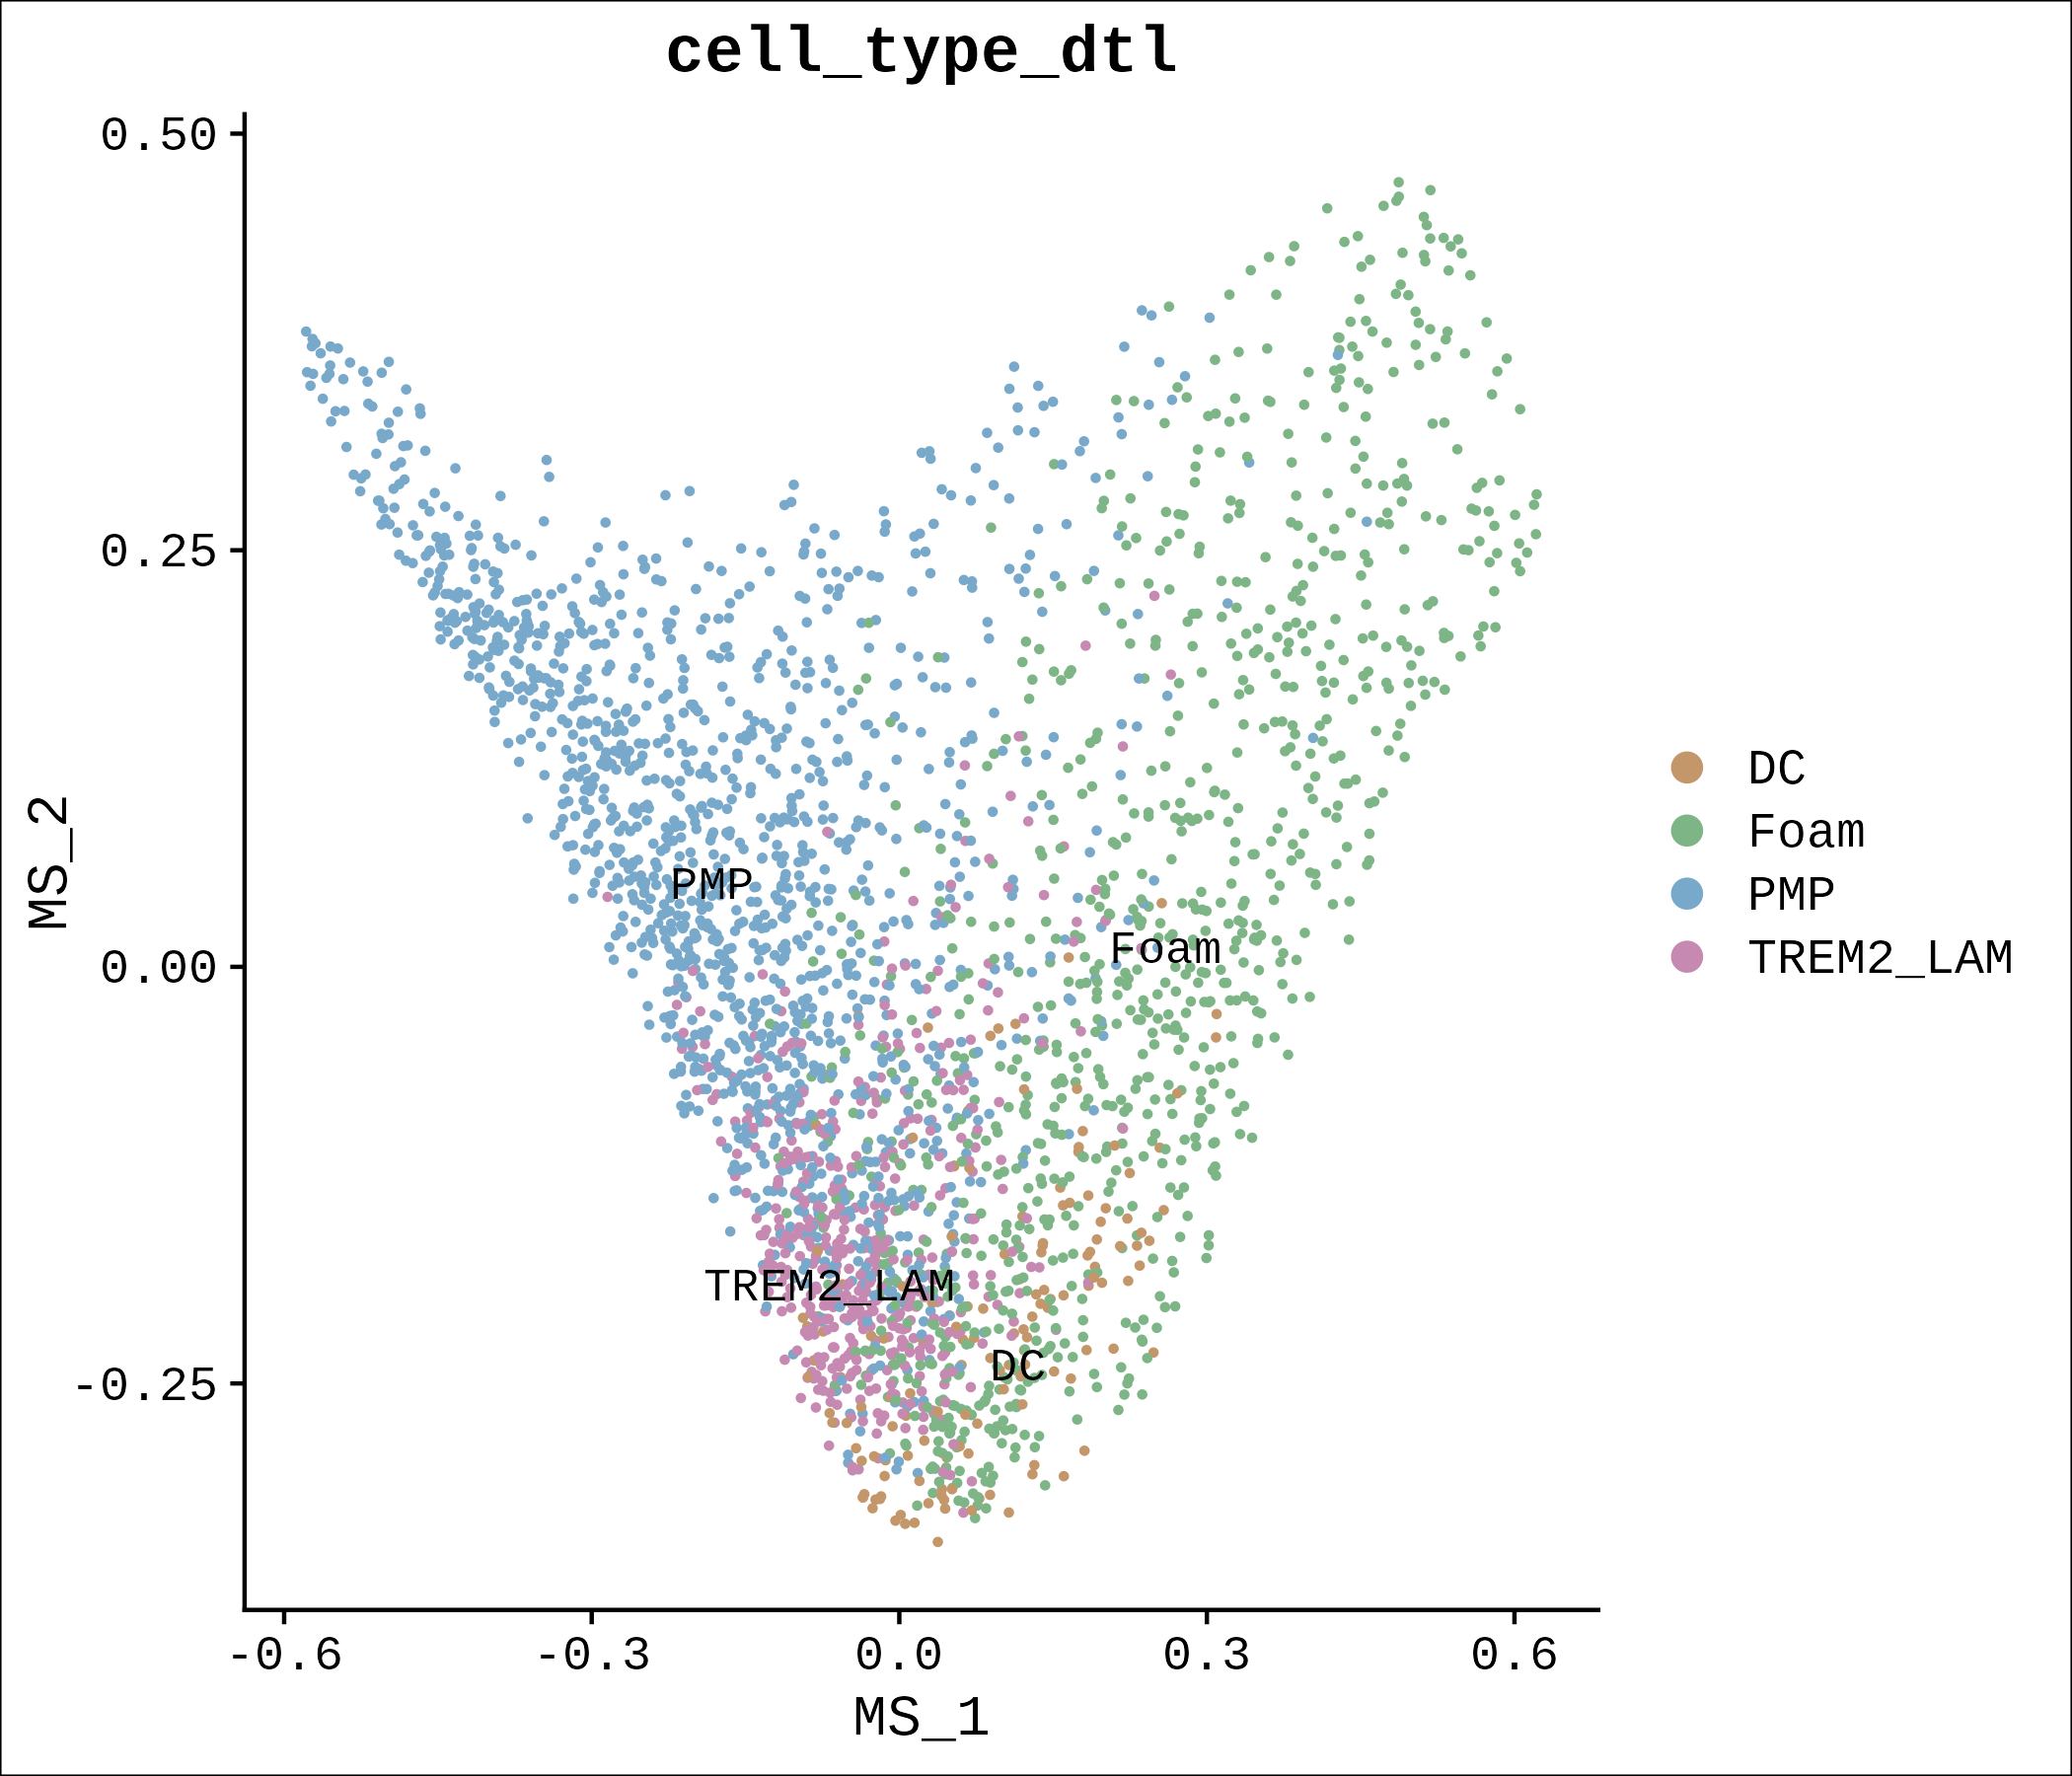 cell_type_dtl
0.50
0.25
0.00
-0.25
MS_2
PMP
Foam
TREM2_LAM
DC
-0.6 -0.3 0.0 0.3 0.6
MS_1
DC
Foam
PMP
TREM2_LAM